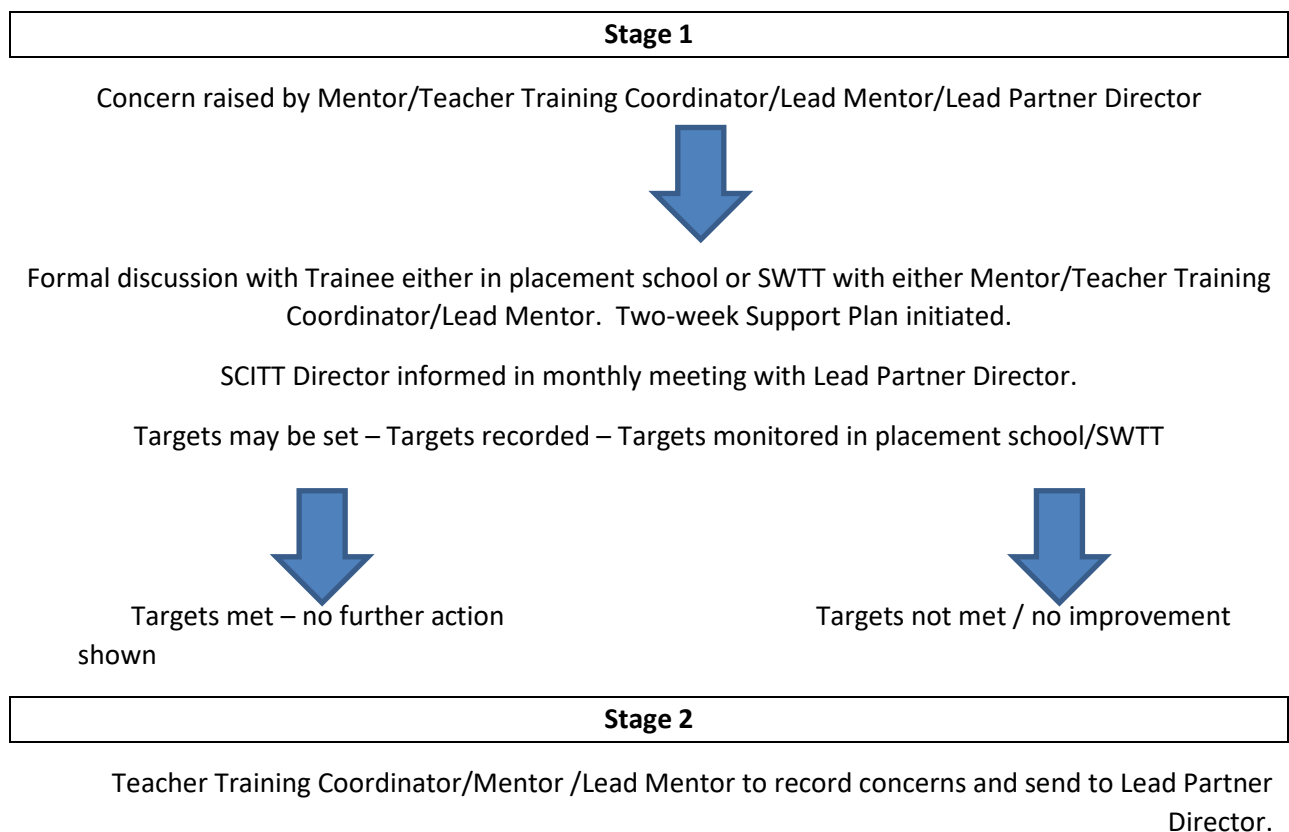 Stage 1
Concern raised by Mentor/Teacher Training Coordinator/Lead Mentor/Lead Partner Director
Formal discussion with Trainee either in placement school or SWTT with either Mentor/Teacher Training
Coordinator/Lead Mentor. Two-week Support Plan initiated.
SCITT Director informed in monthly meeting with Lead Partner Director.
Targets may be set – Targets recorded – Targets monitored in placement school/SWTT
Targets met – no further action Targets not met / no improvement
shown
Stage 2
Teacher Training Coordinator/Mentor /Lead Mentor to record concerns and send to Lead Partner
Director.